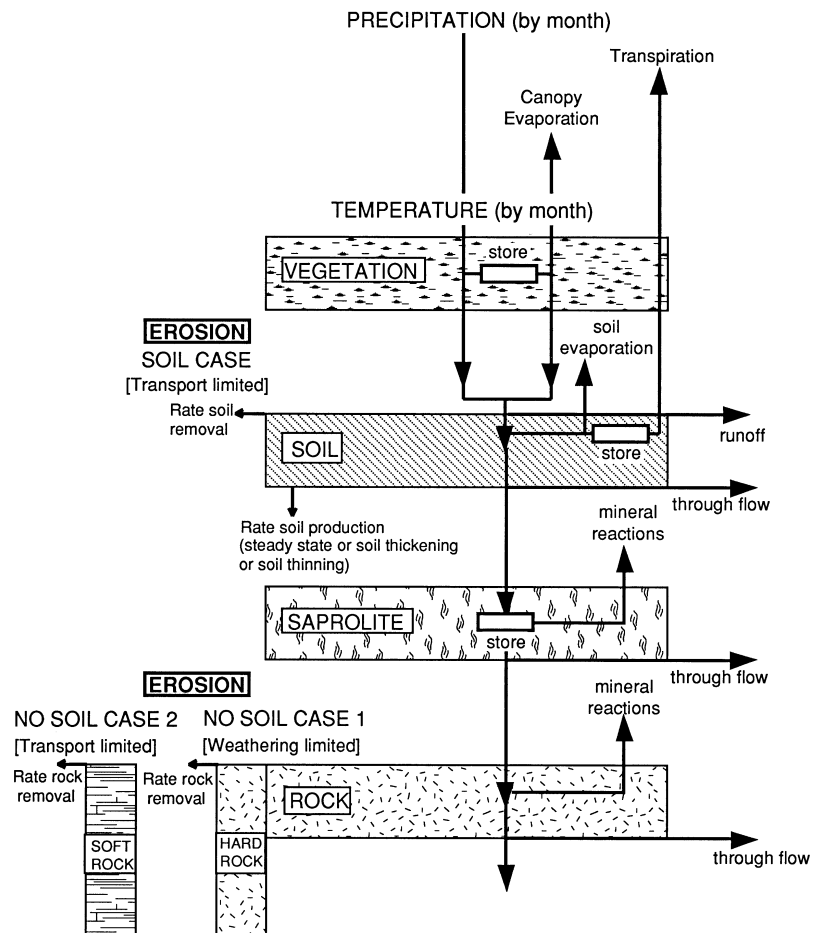 PRECIPITATION (by month)
Transpiration
Canopy
Evaporation
TEMPERATURE (by month)
store
VEGETATION
EROSION
SOIL CASE
[Transport limited]
soil
evaporation
Rate soil
removal
runoff
SOIL
store
through flow
Rate soil production
(steady state or soil thickening
or soil thinning)
mineral
reactions
SAPROLITE
store
through flow
EROSION
NO SOIL CASE 2
[Transport limited]
NO SOIL CASE 1
[Weathering limited]
mineral
reactions
Rate rock
removal
Rate rock
removal
ROCK
SOFT
ROCK
HARD
ROCK
through flow